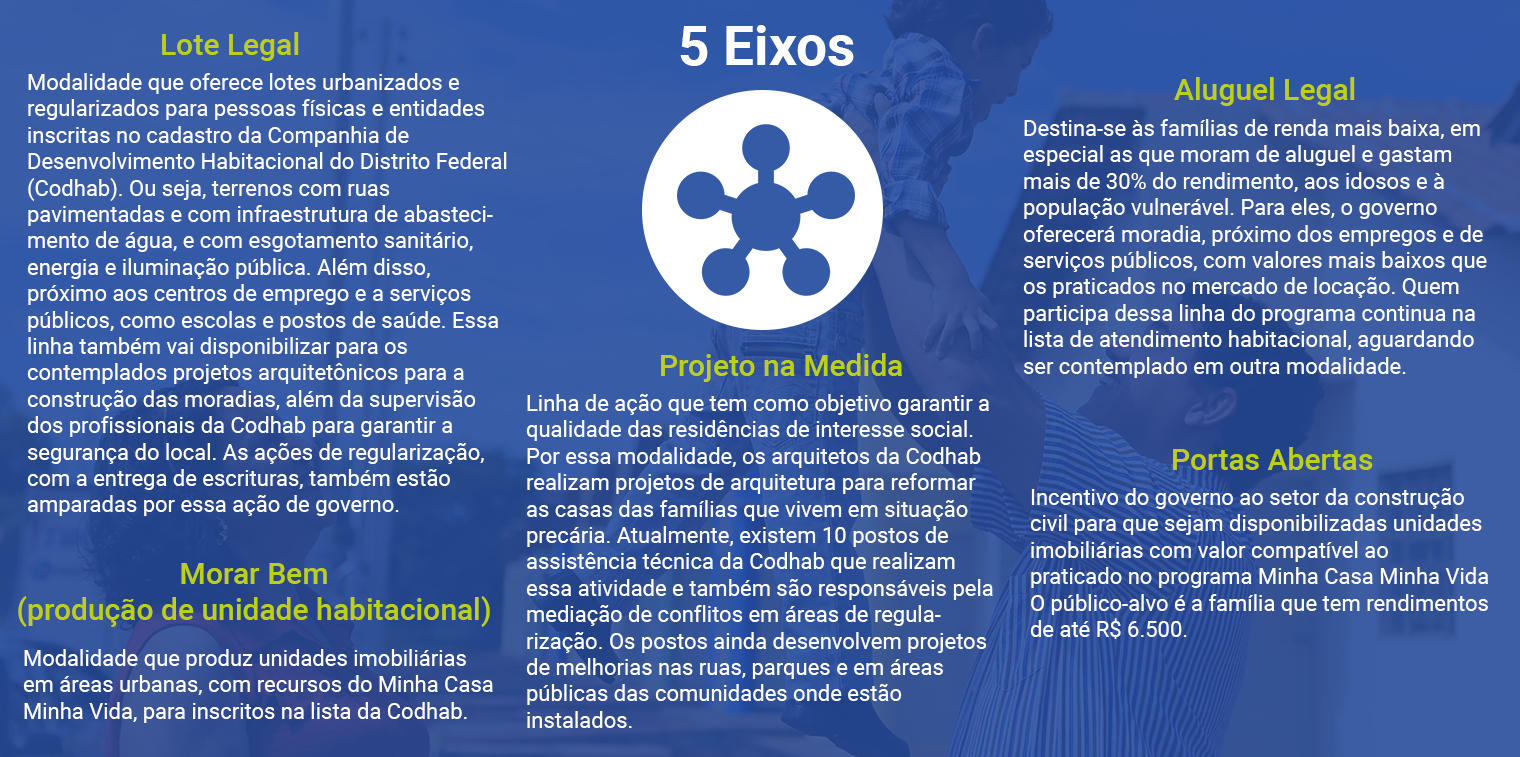 Lote Legal
Modalidade que oferece lotes urbanizados e
regularizados para pessoas físicas e entidades
inscritas no cadastro da Companhia de
Desenvolvimento Habitacional do Distrito Federal
(Codhab). Ou seja, terrenos com ruas
pavimentadas e com infraestrutura de abasteci-
mento de água, e com esgotamento sanitário,
energia e iluminação pública. Além disso,
próximo aos centros de emprego e a serviços
públicos, como escolas e postos de saúde. Essa
linha também vai disponibilizar para os
contemplados projetos arquitetônicos para a
construção das moradias, além da supervisão
dos profissionais da Codhab para garantir a
segurança do local. As ações de regularização,
com a entrega de escrituras, também estão
amparadas por essa ação de governo.
Morar Bem
(produção de unidade habitacional)
Modalidade que produz unidades imobiliárias
em áreas urbanas, com recursos do Minha Casa
Minha Vida, para inscritos na lista da Codhab.
5 Eixos
Projeto na Medida
Linha de ação que tem como objetivo garantir a
qualidade das residências de interesse social.
Por essa modalidade, os arquitetos da Codhab
realizam projetos de arquitetura para reformar
as casas das famílias que vivem em situação
precária. Atualmente, existem 10 postos de
assistência técnica da Codhab que realizam
essa atividade e também são responsáveis pela
mediação de conflitos em áreas de regula-
rização. Os postos ainda desenvolvem projetos
de melhorias nas ruas, parques e em áreas
públicas das comunidades onde estão
instalados.
Aluguel Legal
Destina-se às famílias de renda mais baixa, em
especial as que moram de aluguel e gastam
mais de 30% do rendimento, aos idosos e à
população vulnerável. Para eles, o governo
oferecerá moradia, próximo dos empregos e de
serviços públicos, com valores mais baixos que
os praticados no mercado de locação. Quem
participa dessa linha do programa continua na
lista de atendimento habitacional, aguardando
ser contemplado em outra modalidade.
Portas Abertas
Incentivo do governo ao setor da construção
civil para que sejam disponibilizadas unidades
imobiliárias com valor compatível ao
praticado no programa Minha Casa Minha Vida
O público-alvo é a família que tem rendimentos
de até R$ 6.500.